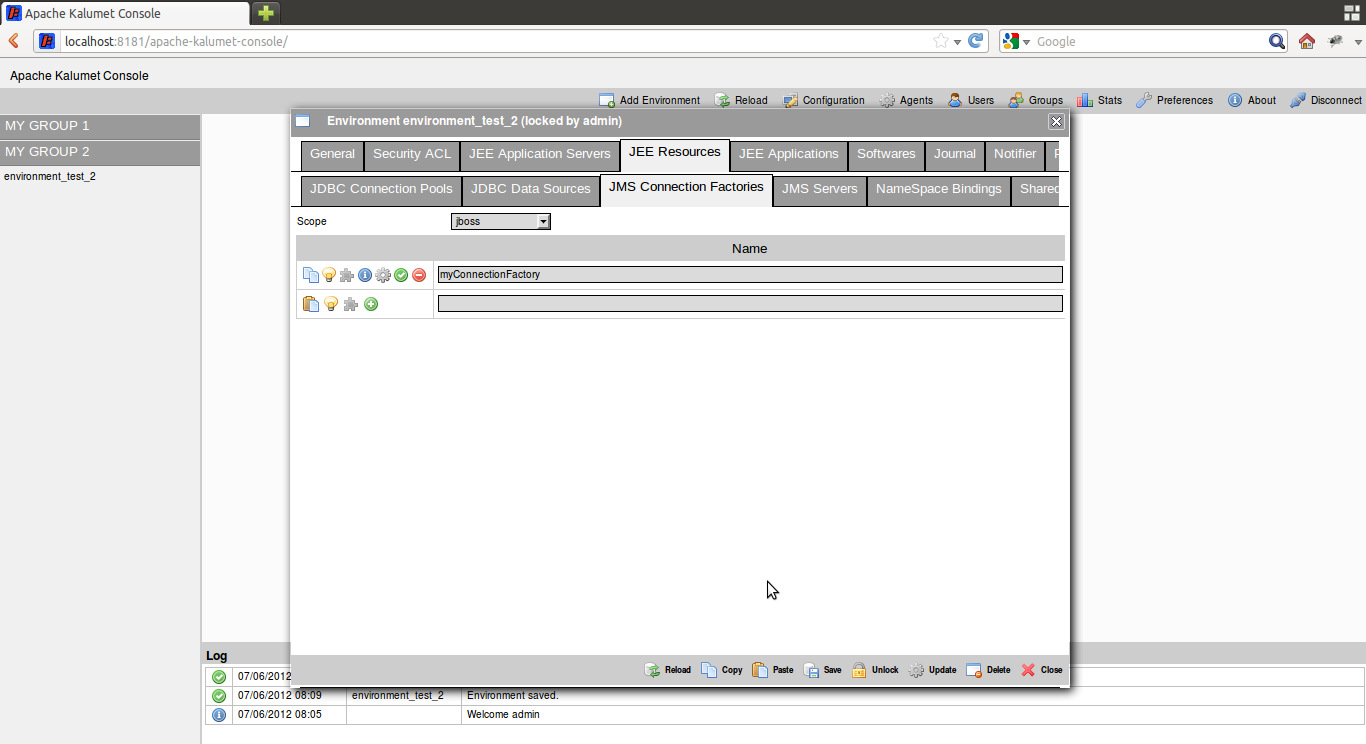 Apache Kalumet Console
localhost:8181/apache-kalumet-console/
Google
Apache Kalumet Console
Add Environment Reload Configuration Agents Users Groups Stats Preferences About Disconnect
MY GROUP 1
MY GROUP 2
environment_test_2
Environment environment_test_2 (locked by admin)
General Security ACL JEE Application Servers JEE Resources JEE Applications Softwares Journal Notifier
JDBC Connection Pools JDBC Data Sources JMS Connection Factories JMS Servers NameSpace Bindings Shared
Scope jboss
Name
myConnectionFactory
Reload Copy Paste Save Unlock Update Delete Close
Log
07/06/2012
07/06/2012 08:09 environment_test_2 Environment saved.
07/06/2012 08:05 Welcome admin